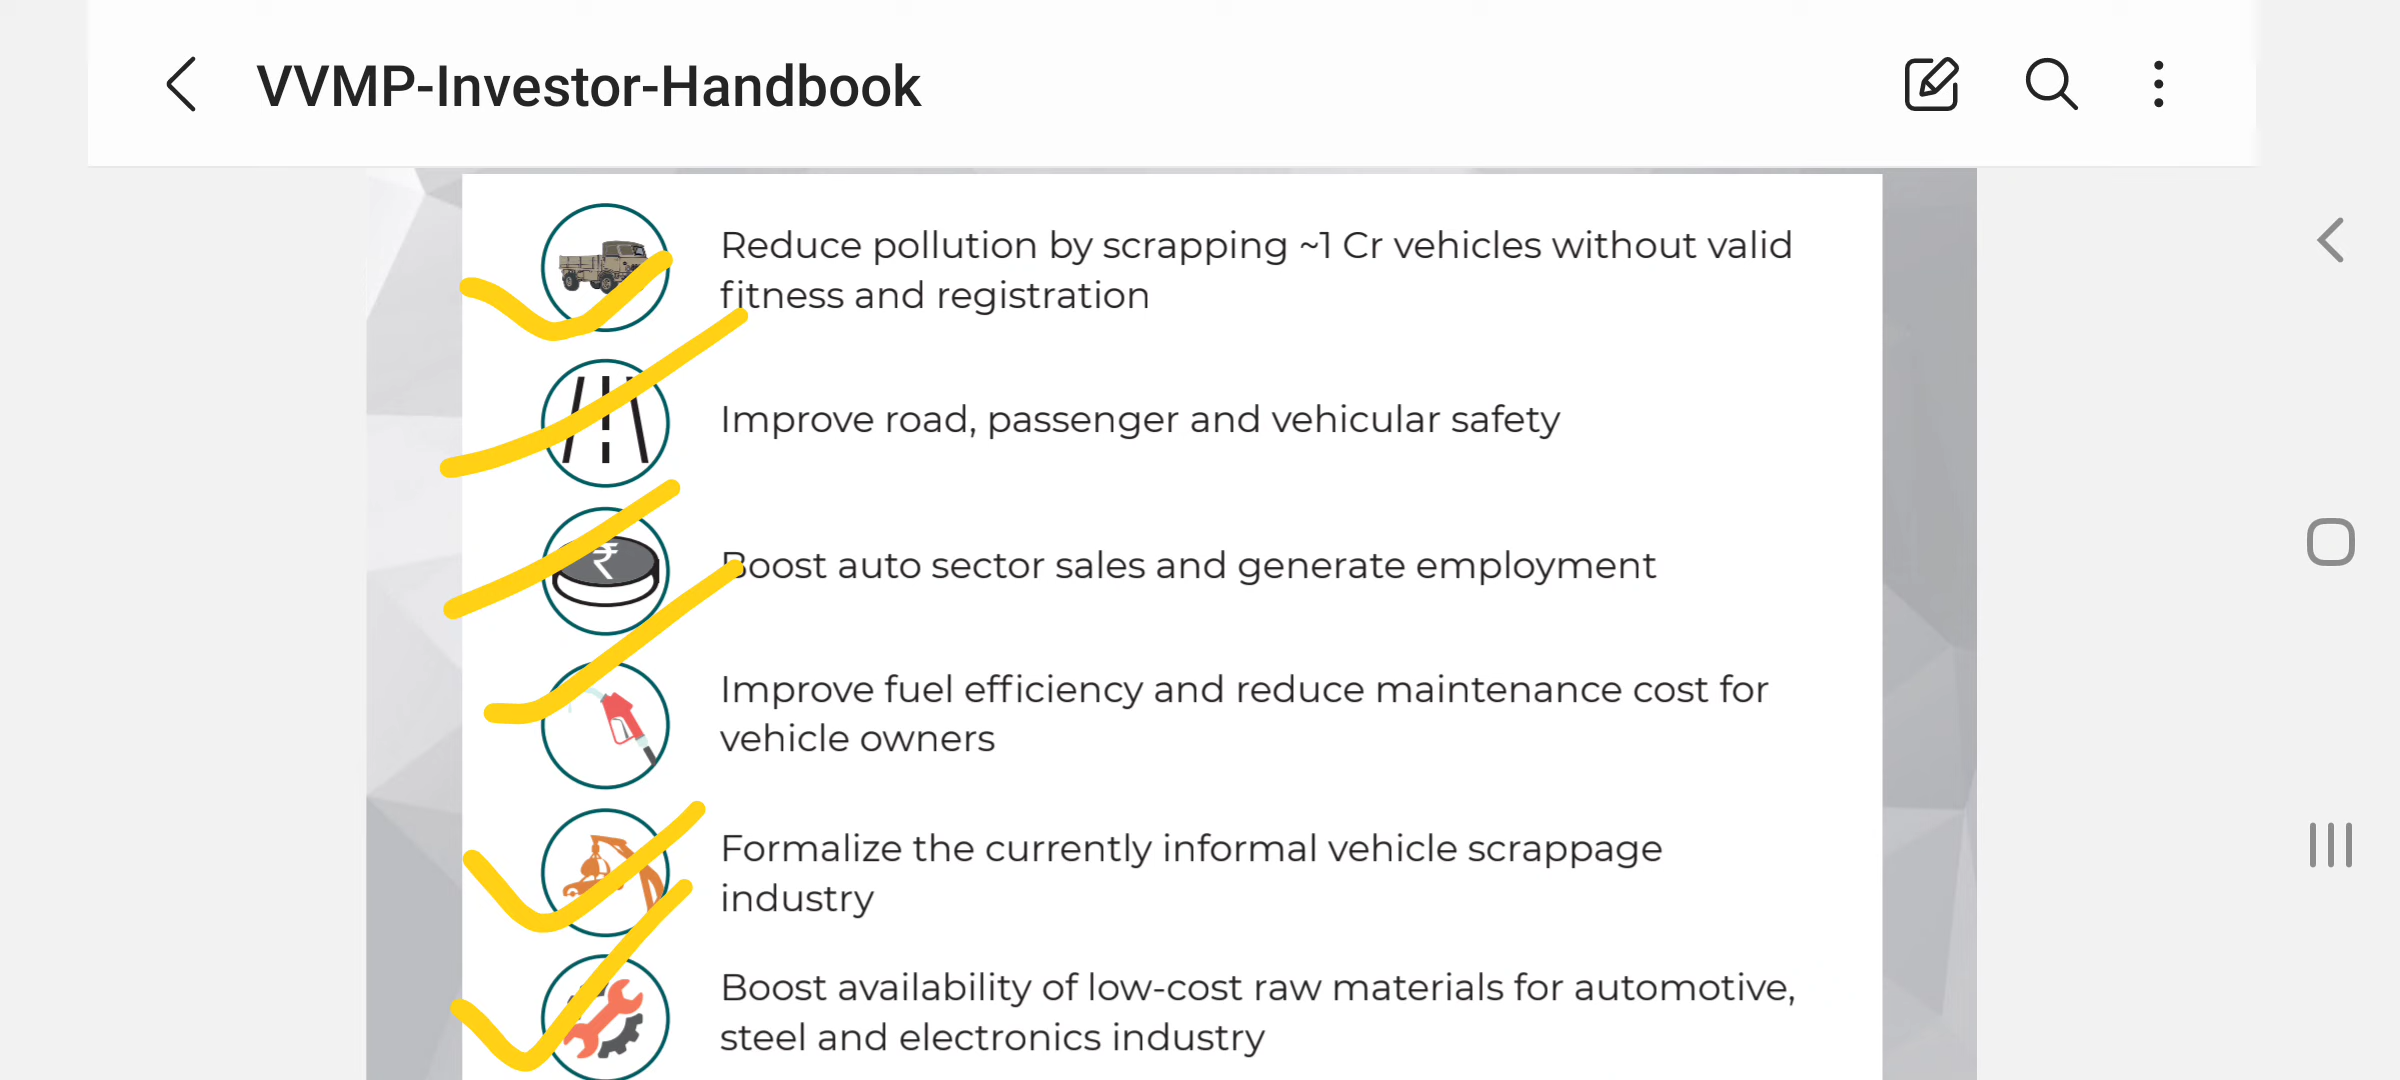 VVMP-Investor-Handbook
Reduce pollution by scrapping ~1 Cr vehicles without valid
fitness and registration
Improve road, passenger and vehicular safety
₹
Boost auto sector sales and generate employment
Improve fuel efficiency and reduce maintenance cost for
vehicle owners
Formalize the currently informal vehicle scrappage
industry
Boost availability of low-cost raw materials for automotive,
steel and electronics industry